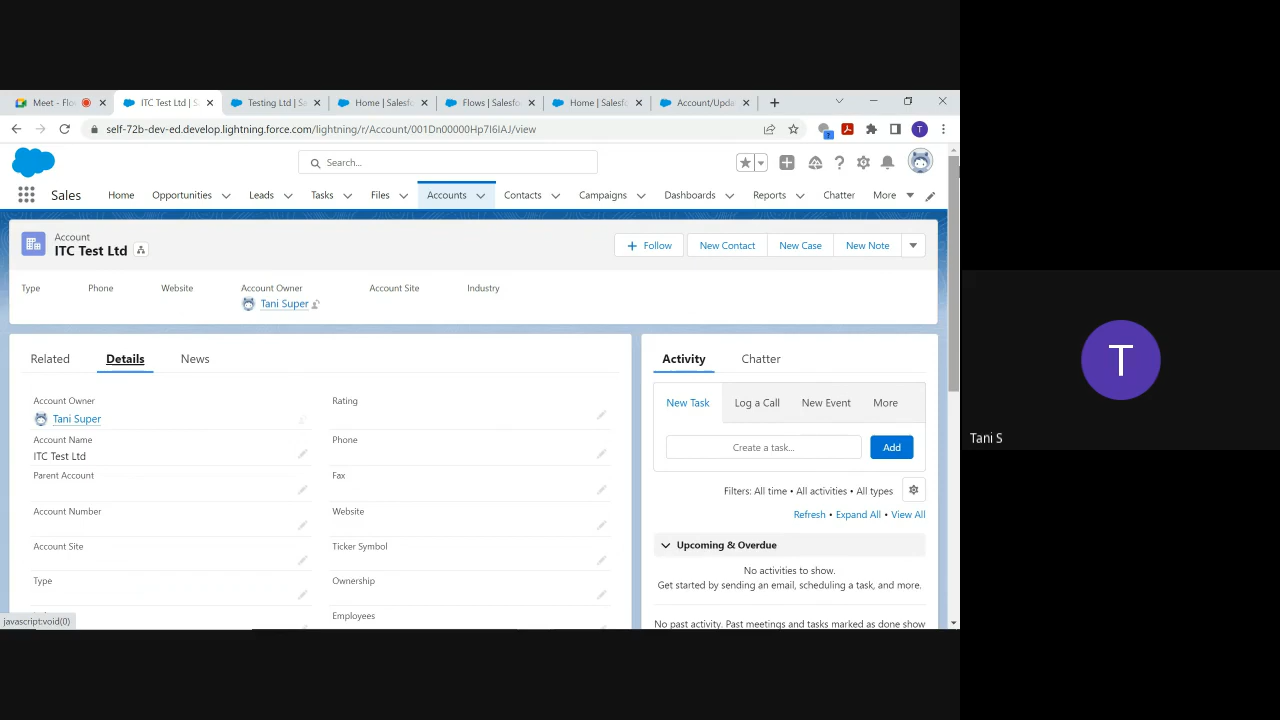 Meet - Flo
ITC Test Ltd | S
Testing Ltd | Sa
Home | Salesfo
Flows | Salesfo
Home | Salesfo
Account/Upda
self-72b-dev-ed.develop.lightning.force.com/lightning/r/Account/001Dn00000Hp7I6IAJ/view
T
Search...
Sales
Home
Opportunities
Leads
Tasks
Files
Accounts
Contacts
Campaigns
Dashboards
Reports
Chatter
More
Account
ITC Test Ltd
Follow
New Contact
New Case
New Note
Type
Phone
Website
Account Owner
Account Site
Industry
Tani Super
Related
Details
News
Account Owner
Tani Super
Rating
Account Name
ITC Test Ltd
Phone
Parent Account
Fax
Account Number
Website
Account Site
Ticker Symbol
Type
Ownership
Employees
javascript:void(0)
Activity
Chatter
New Task
Log a Call
New Event
More
Create a task...
Add
Filters: All time • All activities • All types
Refresh • Expand All • View All
Upcoming & Overdue
No activities to show.
Get started by sending an email, scheduling a task, and more.
No past activity. Past meetings and tasks marked as done show
T
Tani S